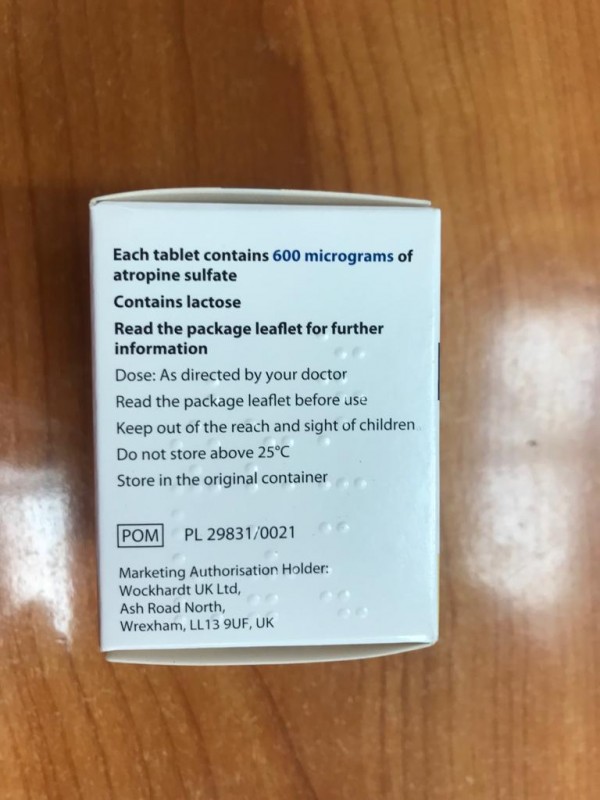 Each tablet contains 600 micrograms of
atropine sulfate
Contains lactose
Read the package leaflet for further
information
Dose: As directed by your doctor
Read the package leaflet before use
Keep out of the reach and sight of children
Do not store above 25°C
Store in the original container
POM PL 29831/0021
Marketing Authorisation Holder:
Wockhardt UK Ltd,
Ash Road North,
Wrexham, LL13 9UF, UK